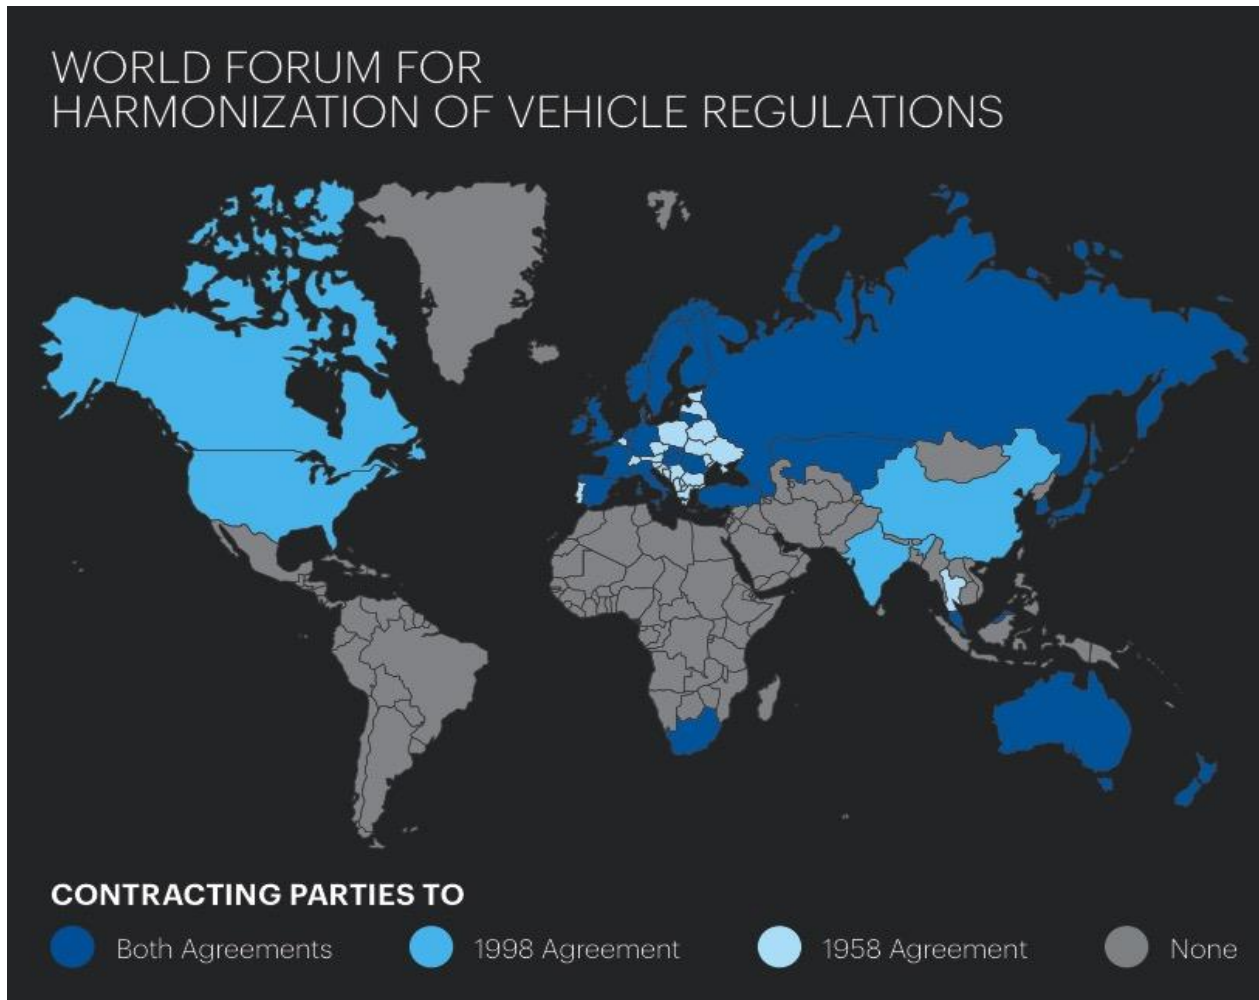 WORLD FORUM FOR
HARMONIZATION OF VEHICLE REGULATIONS
CONTRACTING PARTIES TO
Both Agreements
1998 Agreement
1958 Agreement
None